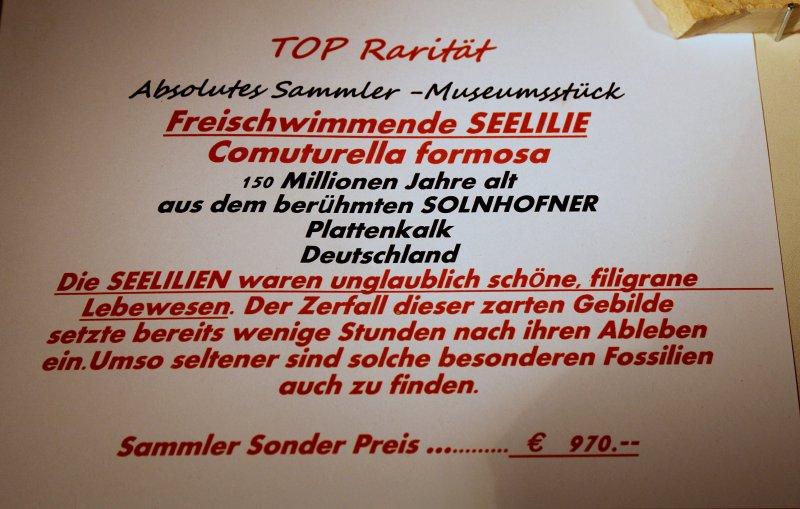 TOP Rarität
Absolutes Sammler -Museumsstück
Freischwimmende SEELILIE
Comuturella formosa
150 Millionen Jahre alt
aus dem berühmten SOLNHOFNER
Plattenkalk
Deutschland
Die SEELILIEN waren unglaublich schöne, filigrane
Lebewesen. Der Zerfall dieser zarten Gebilde
setzte bereits wenige Stunden nach ihren Ableben
ein.Umso seltener sind solche besonderen Fossilien
auch zu finden.
Sammler Sonder Preis ............ € 970.--